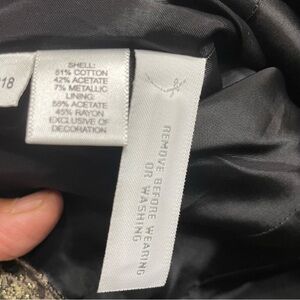 318
SHELL:
51% COTTON
42% ACETATE
7% METALLIC
LINING:
55% ACETATE
45% RAYON
EXCLUSIVE OF
DECORATION
REMOVE BEFORE WEARING
OR WASHING